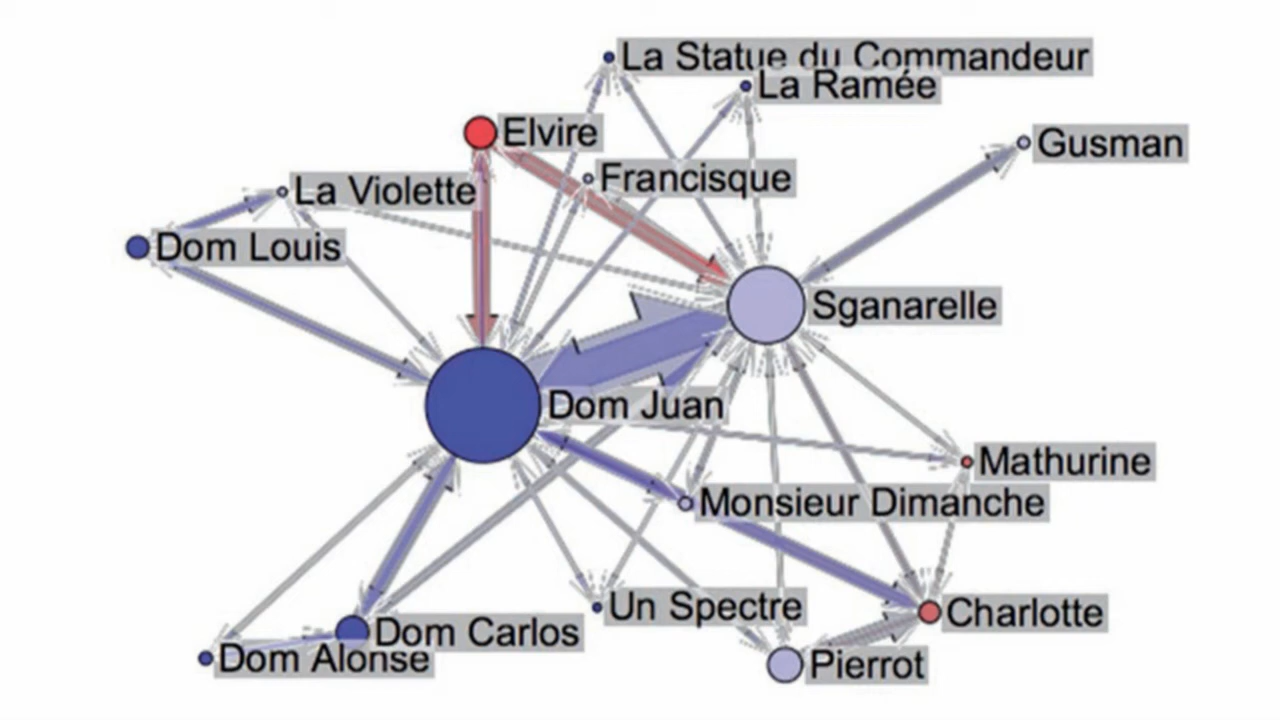 La Statue du Commandeur
La Ramée
Elvire
Gusman
Francisque
La Violette
Dom Louis
Sganarelle
Dom Juan
Mathurine
Monsieur Dimanche
Un Spectre
Charlotte
Dom Carlos
Dom Alonse
Pierrot